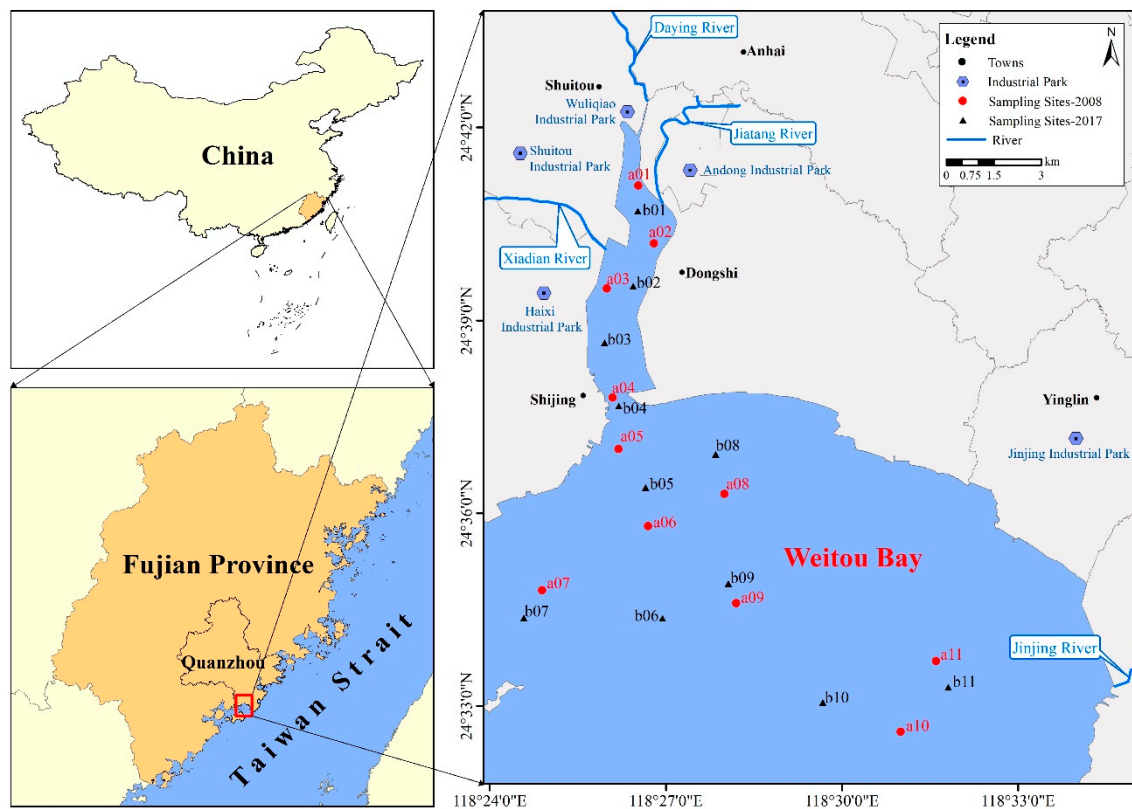 China
Fujian Province
Quanzhou
Taiwan Strait
Daying River
Anhai
Shuitou
Wuliqiao
Industrial Park
Jiatang River
Shuitou
Industrial Park
Andong Industrial Park
a01
b01
a02
Xiadian River
Dongshi
a03
b02
Haixi
Industrial Park
b03
Shijing
a04
b04
Yinglin
a05
b08
Jinjing Industrial Park
b05
a08
a06
Weitou Bay
a07
b09
a09
b07
b06
Jinjing River
a11
b11
b10
a10
Legend
N
Towns
Industrial Park
Sampling Sites-2008
Sampling Sites-2017
River
km
0 0.75 1.5 3
24°42'0"N
24°39'0"N
24°36'0"N
24°33'0"N
118°24'0"E
118°27'0"E
118°30'0"E
118°33'0"E